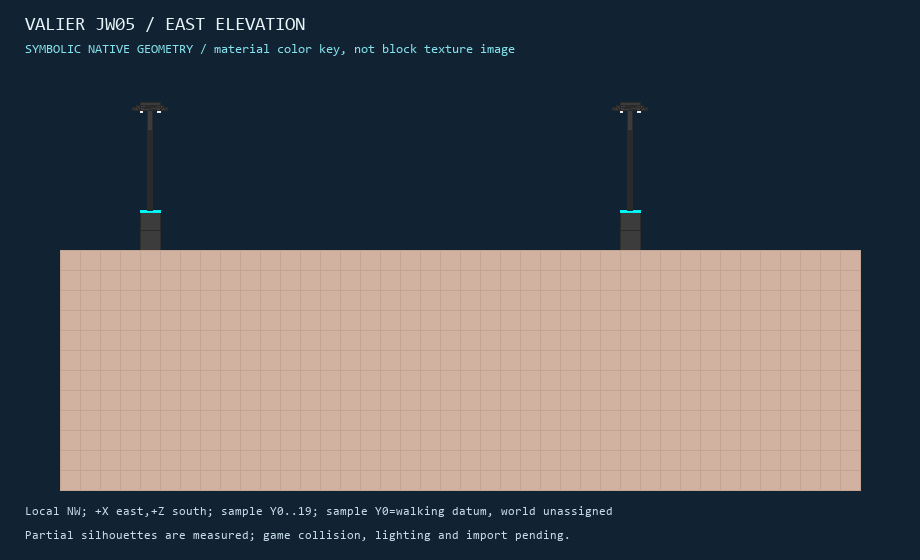 VALIER JW05 / EAST ELEVATION
SYMBOLIC NATIVE GEOMETRY / material color key, not block texture image
Local NW; +X east,+Z south; sample Y0..19; sample Y0=walking datum, world unassigned
Partial silhouettes are measured; game collision, lighting and import pending.